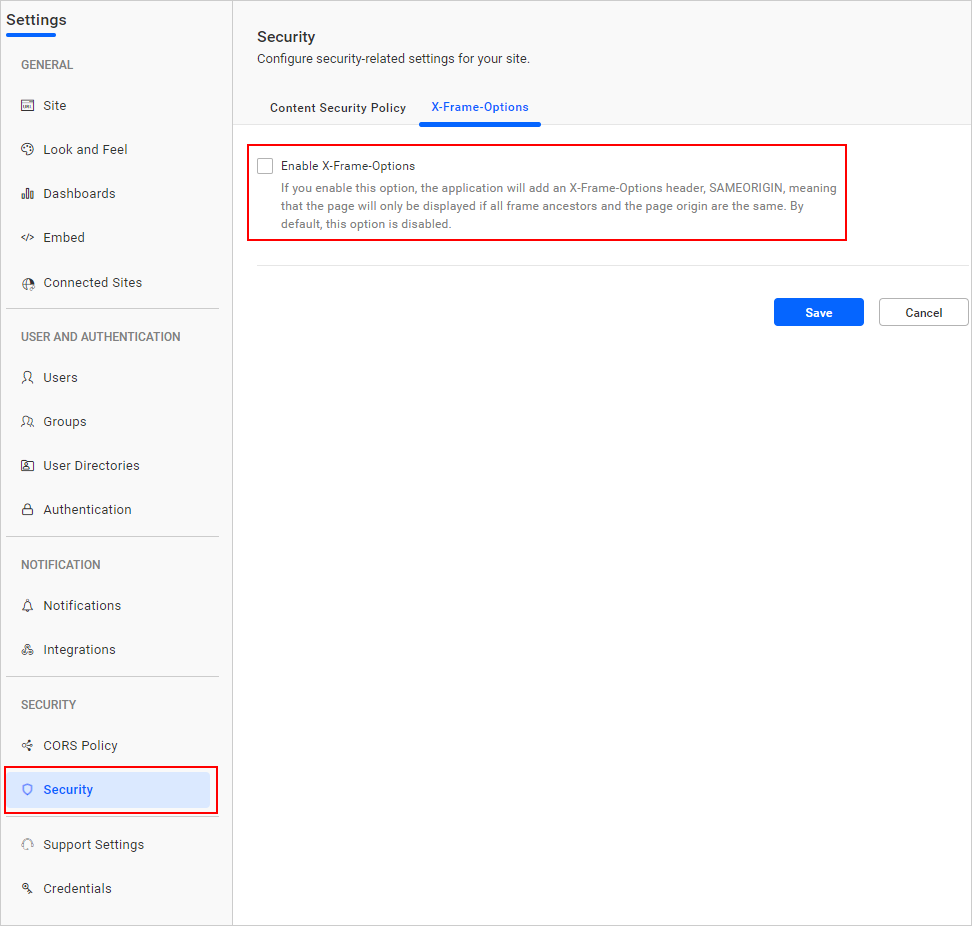 Settings
GENERAL
Site
Look and Feel
Dashboards
Embed
Connected Sites
USER AND AUTHENTICATION
Users
Groups
User Directories
Authentication
NOTIFICATION
Notifications
Integrations
SECURITY
CORS Policy
Security
Support Settings
Credentials
Security
Configure security-related settings for your site.
Content Security Policy
X-Frame-Options
Enable X-Frame-Options
If you enable this option, the application will add an X-Frame-Options header, SAMEORIGIN, meaning
that the page will only be displayed if all frame ancestors and the page origin are the same. By
default, this option is disabled.
Save
Cancel